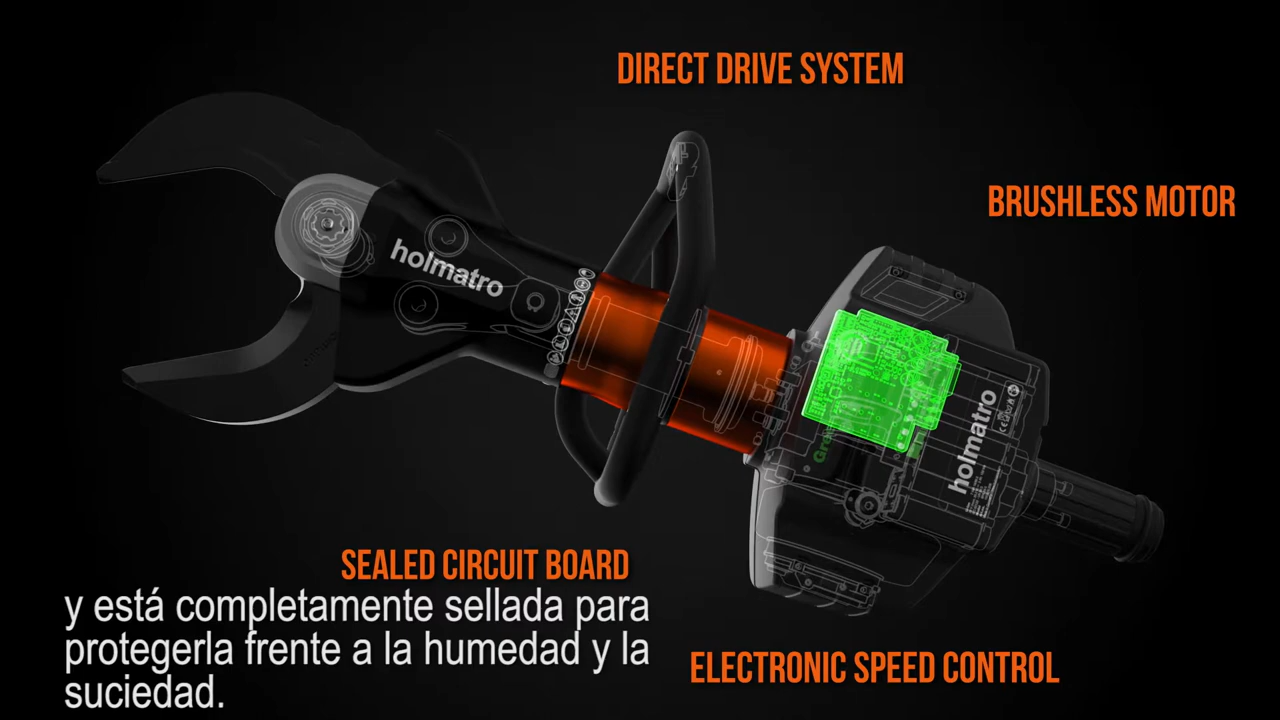 DIRECT DRIVE SYSTEM
BRUSHLESS MOTOR
holmatro
holmatro
SEALED CIRCUIT BOARD
y está completamente sellada para
protegerla frente a la humedad y la
suciedad.
ELECTRONIC SPEED CONTROL